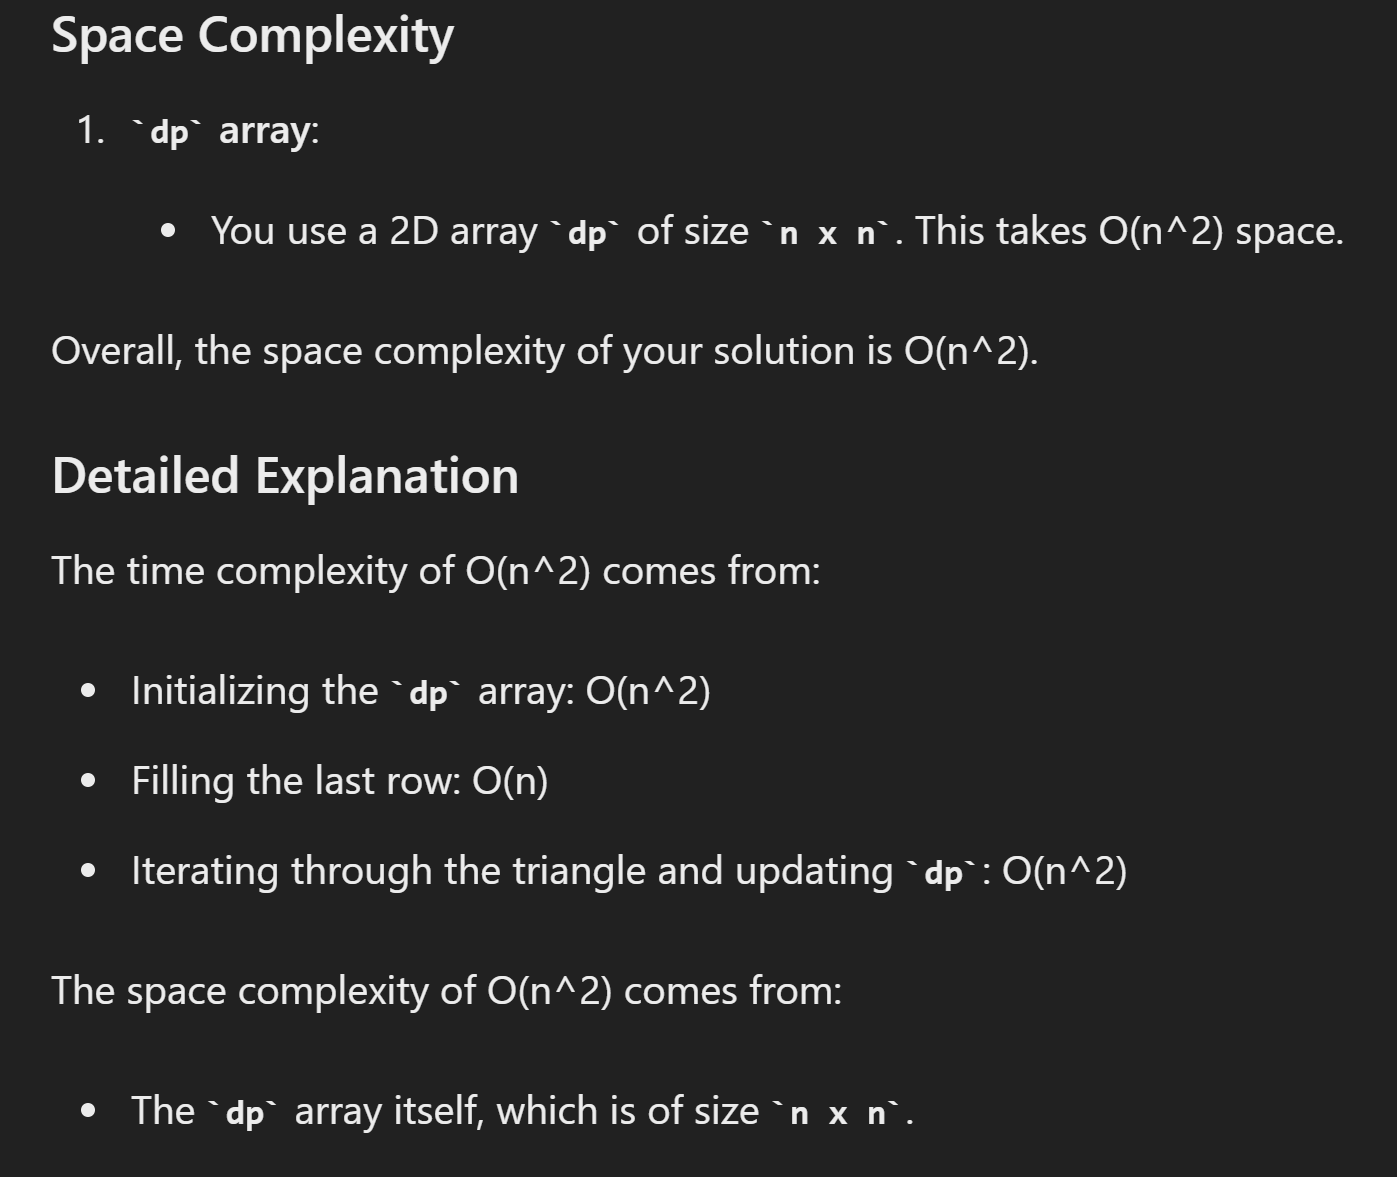 Space Complexity
1. `dp` array:
• You use a 2D array `dp` of size `n x n`. This takes O(n^2) space.
Overall, the space complexity of your solution is O(n^2).
Detailed Explanation
The time complexity of O(n^2) comes from:
• Initializing the `dp` array: O(n^2)
• Filling the last row: O(n)
• Iterating through the triangle and updating `dp`: O(n^2)
The space complexity of O(n^2) comes from:
• The `dp` array itself, which is of size `n x n`.